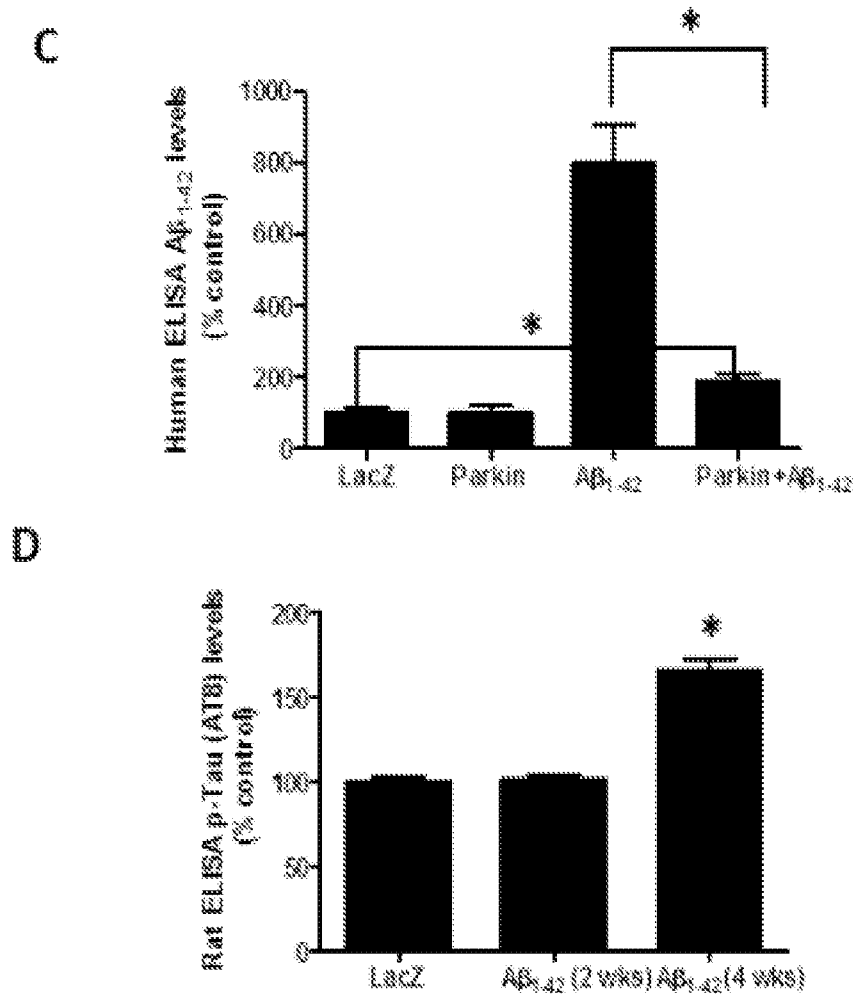 C
*
Human ELISA Aβ₁₋₄₂ levels
(% control)
1000
800
600
400
200
0
*
LacZ
Parkin
Aβ₁₋₄₂
Parkin+Aβ₁₋₄₂
D
Rat ELISA p-Tau (AT8) levels
(% control)
200
150
100
50
0
*
LacZ
Aβ₁₋₄₂ (2 wks)
Aβ₁₋₄₂ (4 wks)